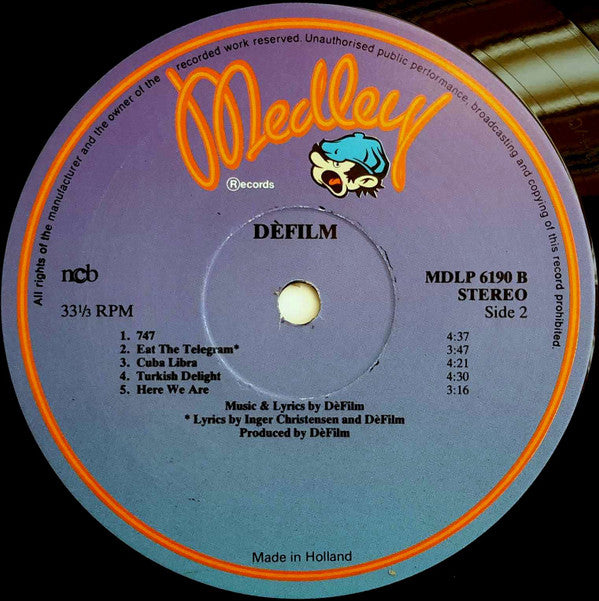 All rights of the manufacturer and the owner of the recorded work reserved. Unauthorised public performance, broadcasting and copying of this record prohibited.
Medley
Ⓡecords
DÈFILM
ncb
MDLP 6190 B
STEREO
33⅓ RPM
Side 2
1. 747 4:37
2. Eat The Telegram* 3:47
3. Cuba Libra 4:21
4. Turkish Delight 4:30
5. Here We Are 3:16
Music & Lyrics by DèFilm
* Lyrics by Inger Christensen and DèFilm
Produced by DèFilm
Made in Holland